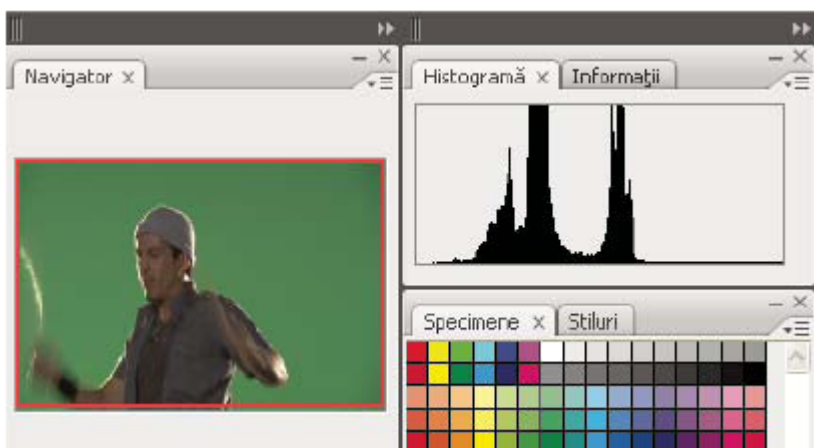 Navigator
Histogramă
Informaţii
Specimene
Stiluri